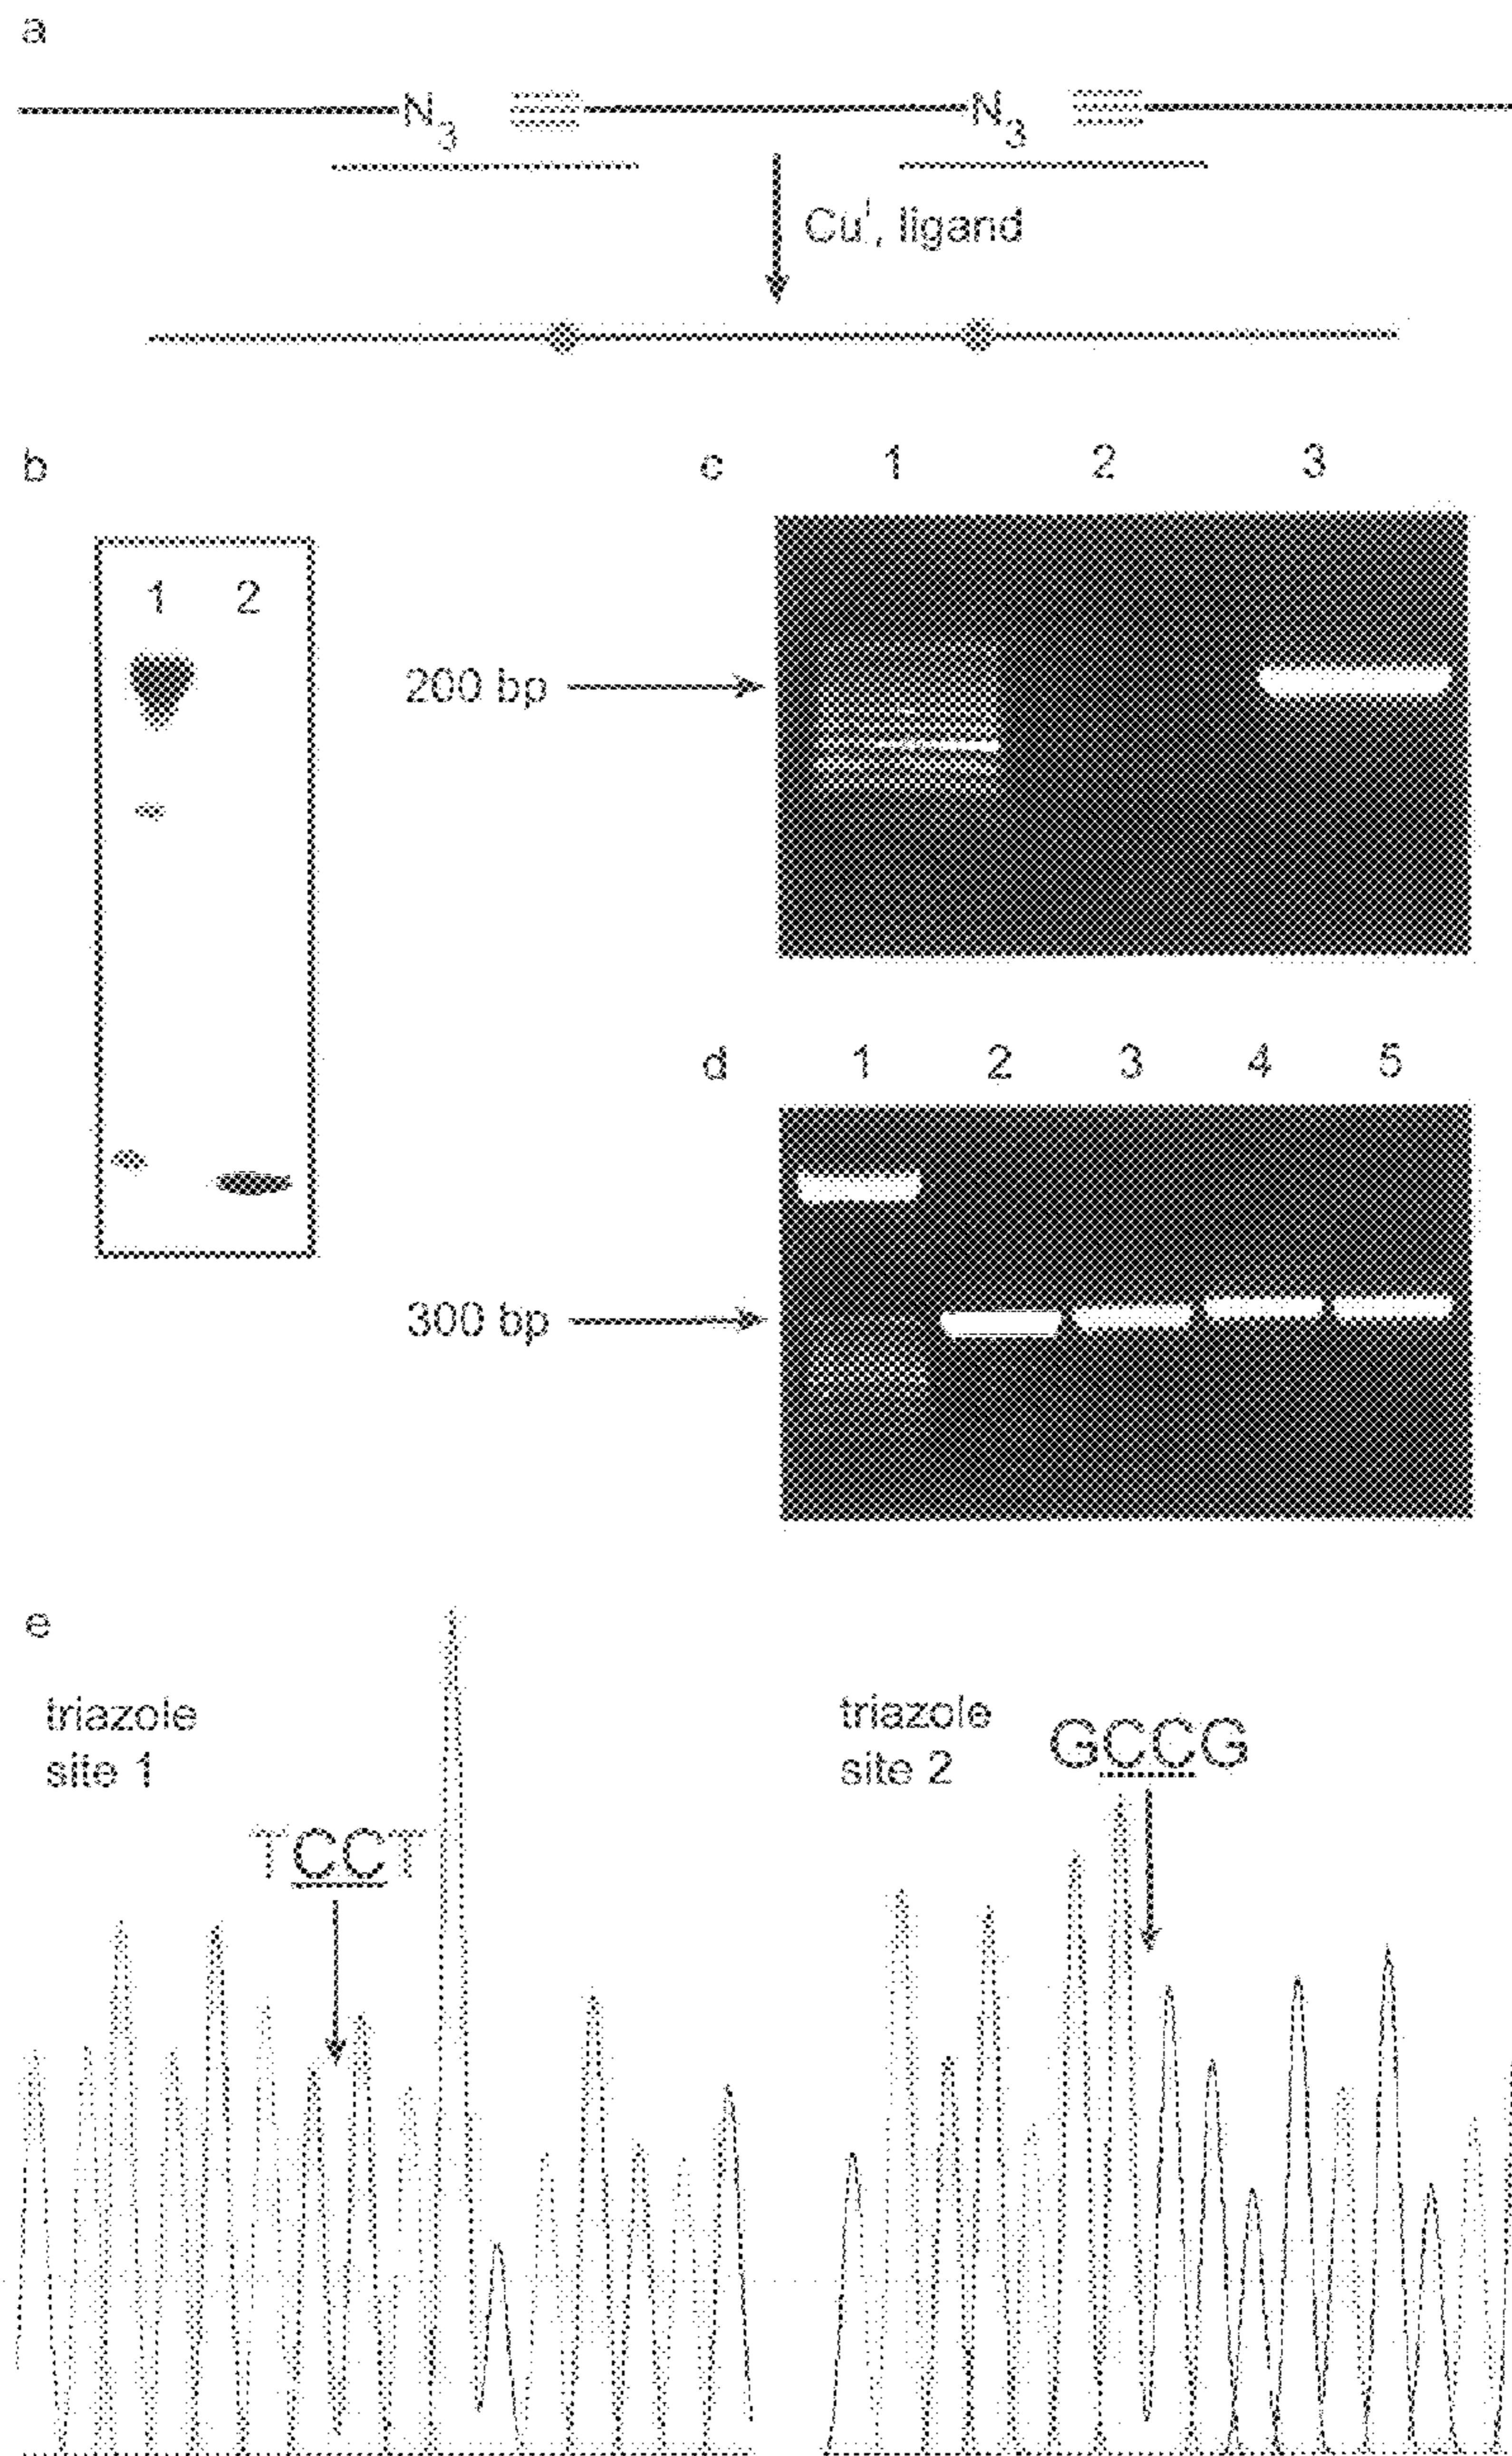 a
N3 N3
Cuᴵ, ligand
b
1 2
c 1 2 3
200 bp
d 1 2 3 4 5
300 bp
e
triazole
site 1
TCCT
triazole
site 2
GCCG